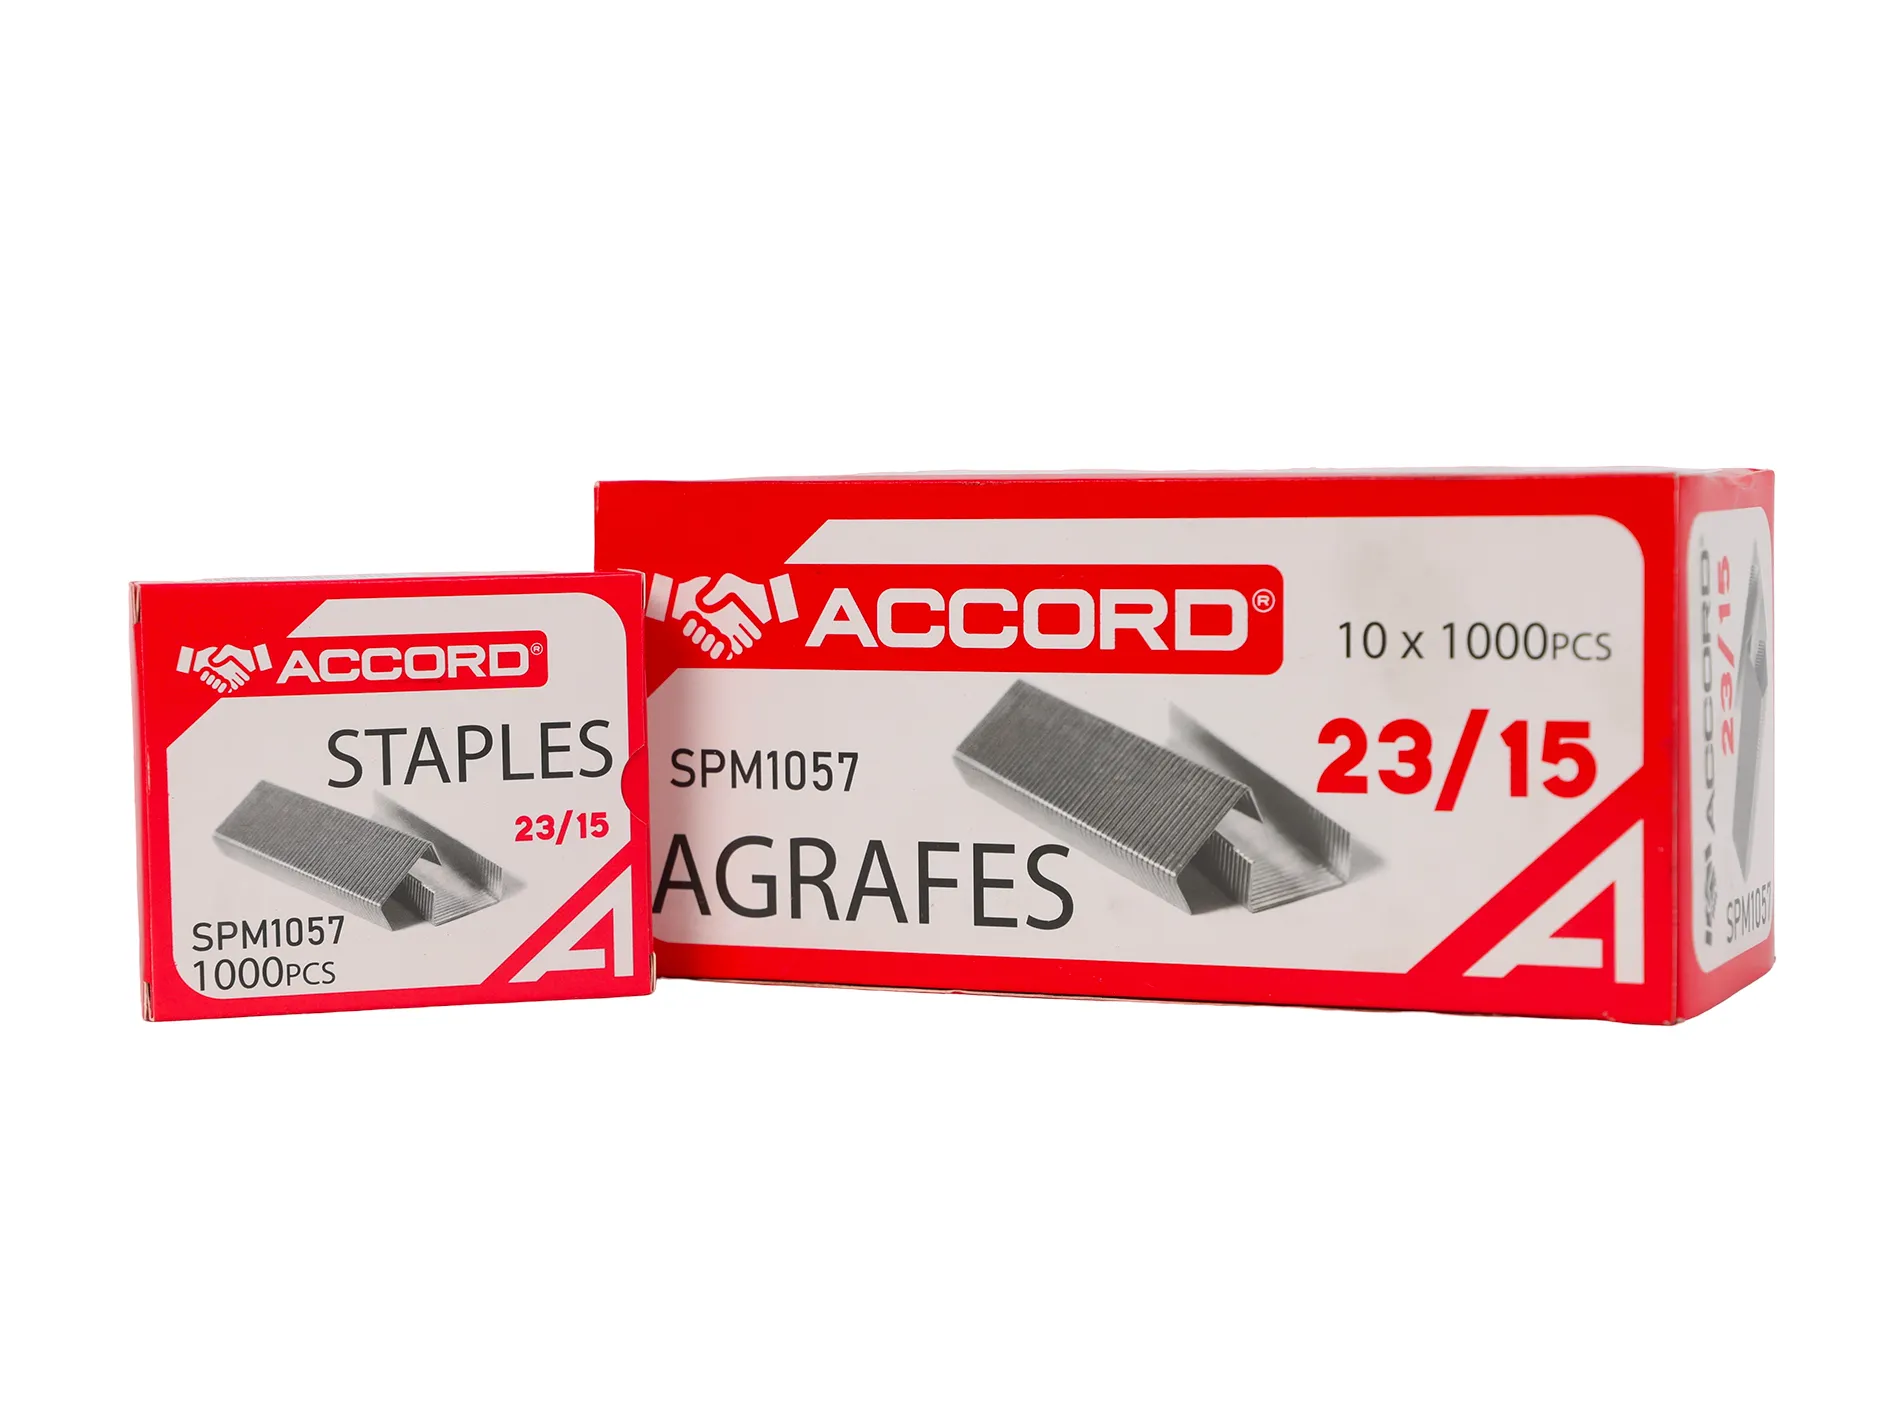 ACCORD®
STAPLES
23/15
SPM1057
1000PCS
ACCORD®
10 x 1000PCS
23/15
SPM1057
AGRAFES
ACCORD
23/15
SPM1057